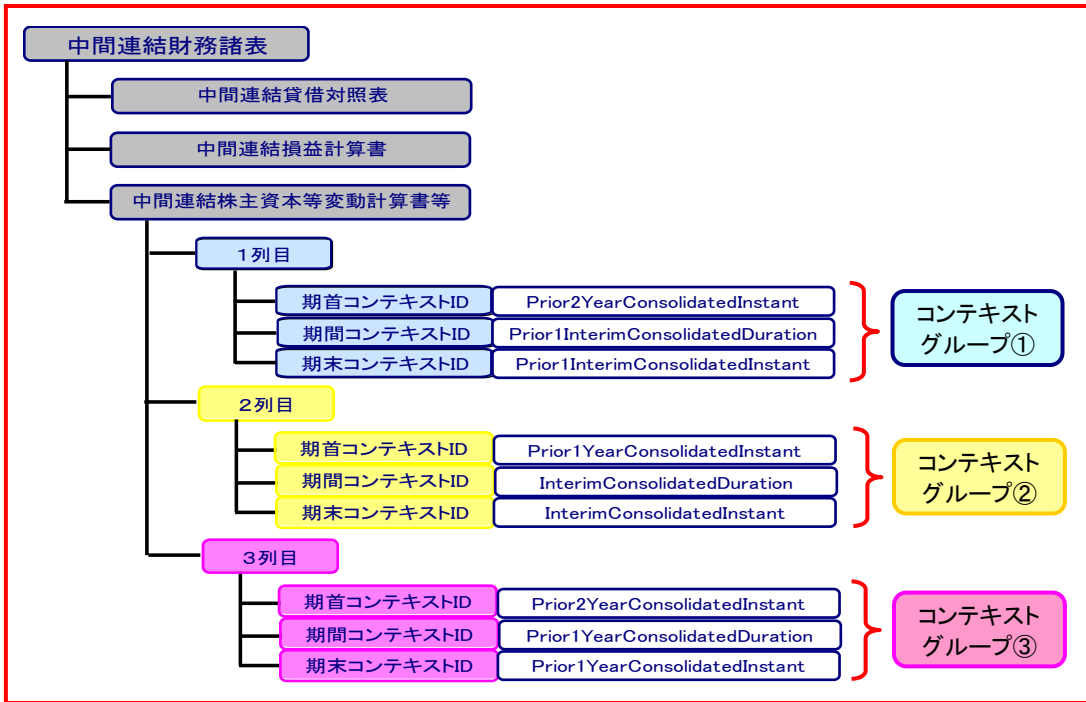 中間連結財務諸表
中間連結貸借対照表
中間連結損益計算書
中間連結株主資本等変動計算書等
1列目
期首コンテキストID Prior2YearConsolidatedInstant
期間コンテキストID Prior1InterimConsolidatedDuration
期末コンテキストID Prior1InterimConsolidatedInstant
コンテキスト
グループ①
2列目
期首コンテキストID Prior1YearConsolidatedInstant
期間コンテキストID InterimConsolidatedDuration
期末コンテキストID InterimConsolidatedInstant
コンテキスト
グループ②
3列目
期首コンテキストID Prior2YearConsolidatedInstant
期間コンテキストID Prior1YearConsolidatedDuration
期末コンテキストID Prior1YearConsolidatedInstant
コンテキスト
グループ③